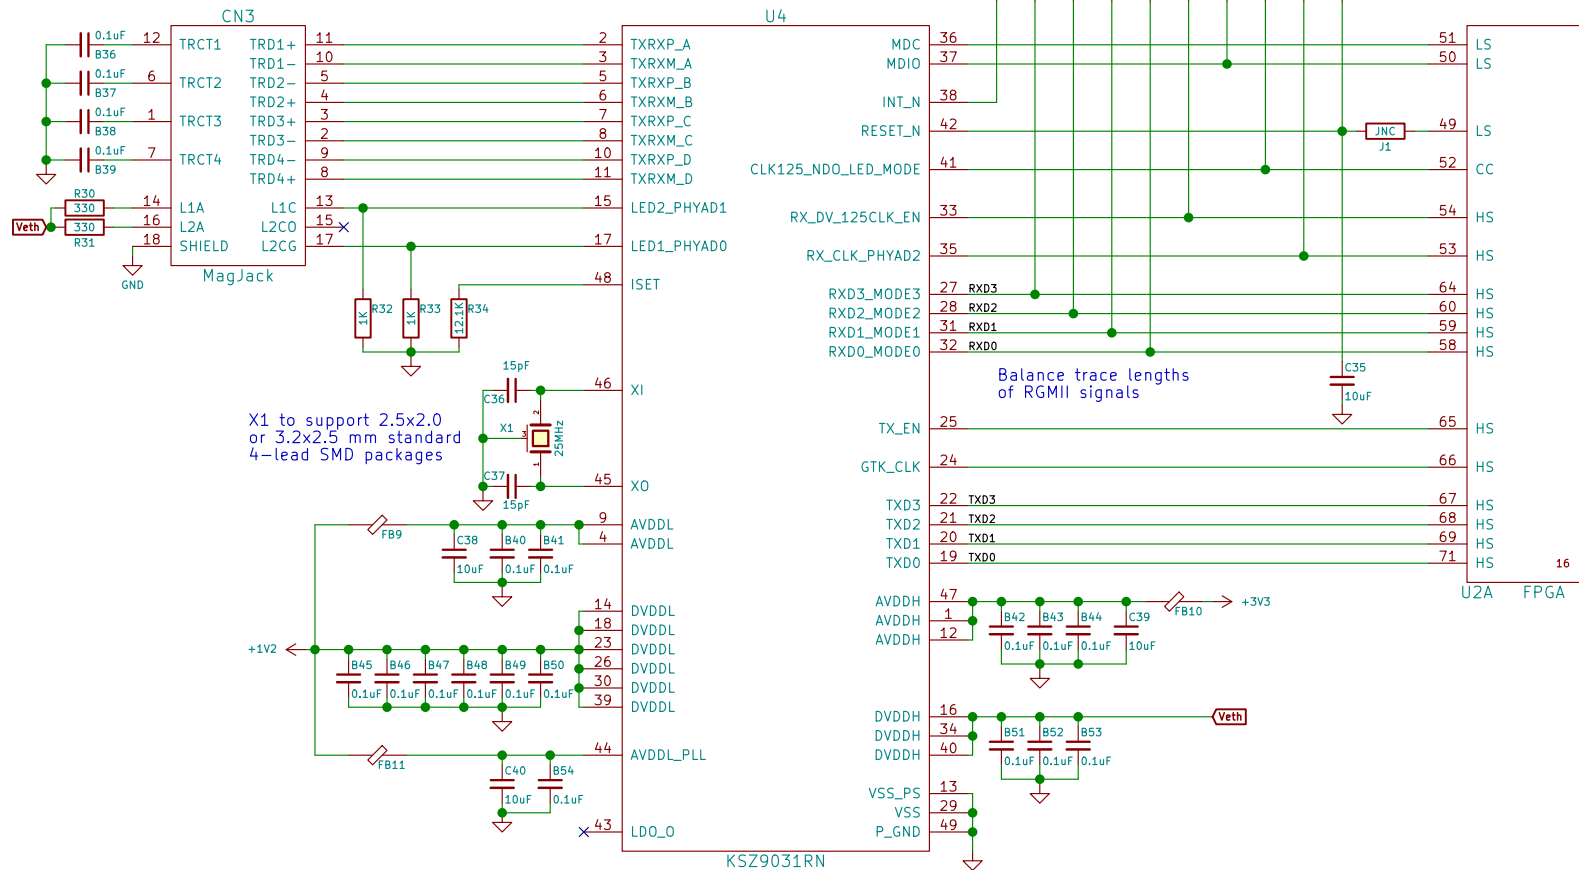 CN3
0.1uF
B36
12 TRCT1 TRD1+ 11
TRD1- 10
0.1uF
B37
6 TRCT2 TRD2- 5
TRD2+ 4
0.1uF
B38
1 TRCT3 TRD3+ 3
TRD3- 2
0.1uF
B39
7 TRCT4 TRD4- 9
TRD4+ 8
R30
330
14 L1A L1C 13
Veth
330
16 L2A L2CO 15
R31
18 SHIELD L2CG 17
GND
MagJack
R32
1K
R33
1K
R34
12.1K
15pF
C36
X1
2
3
1
25MHz
C37
15pF
X1 to support 2.5x2.0
or 3.2x2.5 mm standard
4-lead SMD packages
FB9
C38
10uF
B40
0.1uF
B41
0.1uF
+1V2
B45
0.1uF
B46
0.1uF
B47
0.1uF
B48
0.1uF
B49
0.1uF
B50
0.1uF
FB11
C40
10uF
B54
0.1uF
U4
2 TXRXP_A
3 TXRXM_A
5 TXRXP_B
6 TXRXM_B
7 TXRXP_C
8 TXRXM_C
10 TXRXP_D
11 TXRXM_D
15 LED2_PHYAD1
17 LED1_PHYAD0
48 ISET
46 XI
45 XO
9 AVDDL
4 AVDDL
14 DVDDL
18 DVDDL
23 DVDDL
26 DVDDL
30 DVDDL
39 DVDDL
44 AVDDL_PLL
43 LDO_O
MDC 36
MDIO 37
INT_N 38
RESET_N 42
CLK125_NDO_LED_MODE 41
RX_DV_125CLK_EN 33
RX_CLK_PHYAD2 35
RXD3_MODE3 27 RXD3
RXD2_MODE2 28 RXD2
RXD1_MODE1 31 RXD1
RXD0_MODE0 32 RXD0
TX_EN 25
GTK_CLK 24
TXD3 22 TXD3
TXD2 21 TXD2
TXD1 20 TXD1
TXD0 19 TXD0
AVDDH 47
AVDDH 1
AVDDH 12
DVDDH 16
DVDDH 34
DVDDH 40
VSS_PS 13
VSS 29
P_GND 49
KSZ9031RN
Balance trace lengths
of RGMII signals
JNC
J1
C35
10uF
B42
0.1uF
B43
0.1uF
B44
0.1uF
C39
10uF
FB10
+3V3
B51
0.1uF
B52
0.1uF
B53
0.1uF
Veth
51 LS
50 LS
49 LS
52 CC
54 HS
53 HS
64 HS
60 HS
59 HS
58 HS
65 HS
66 HS
67 HS
68 HS
69 HS
71 HS
16
U2A FPGA